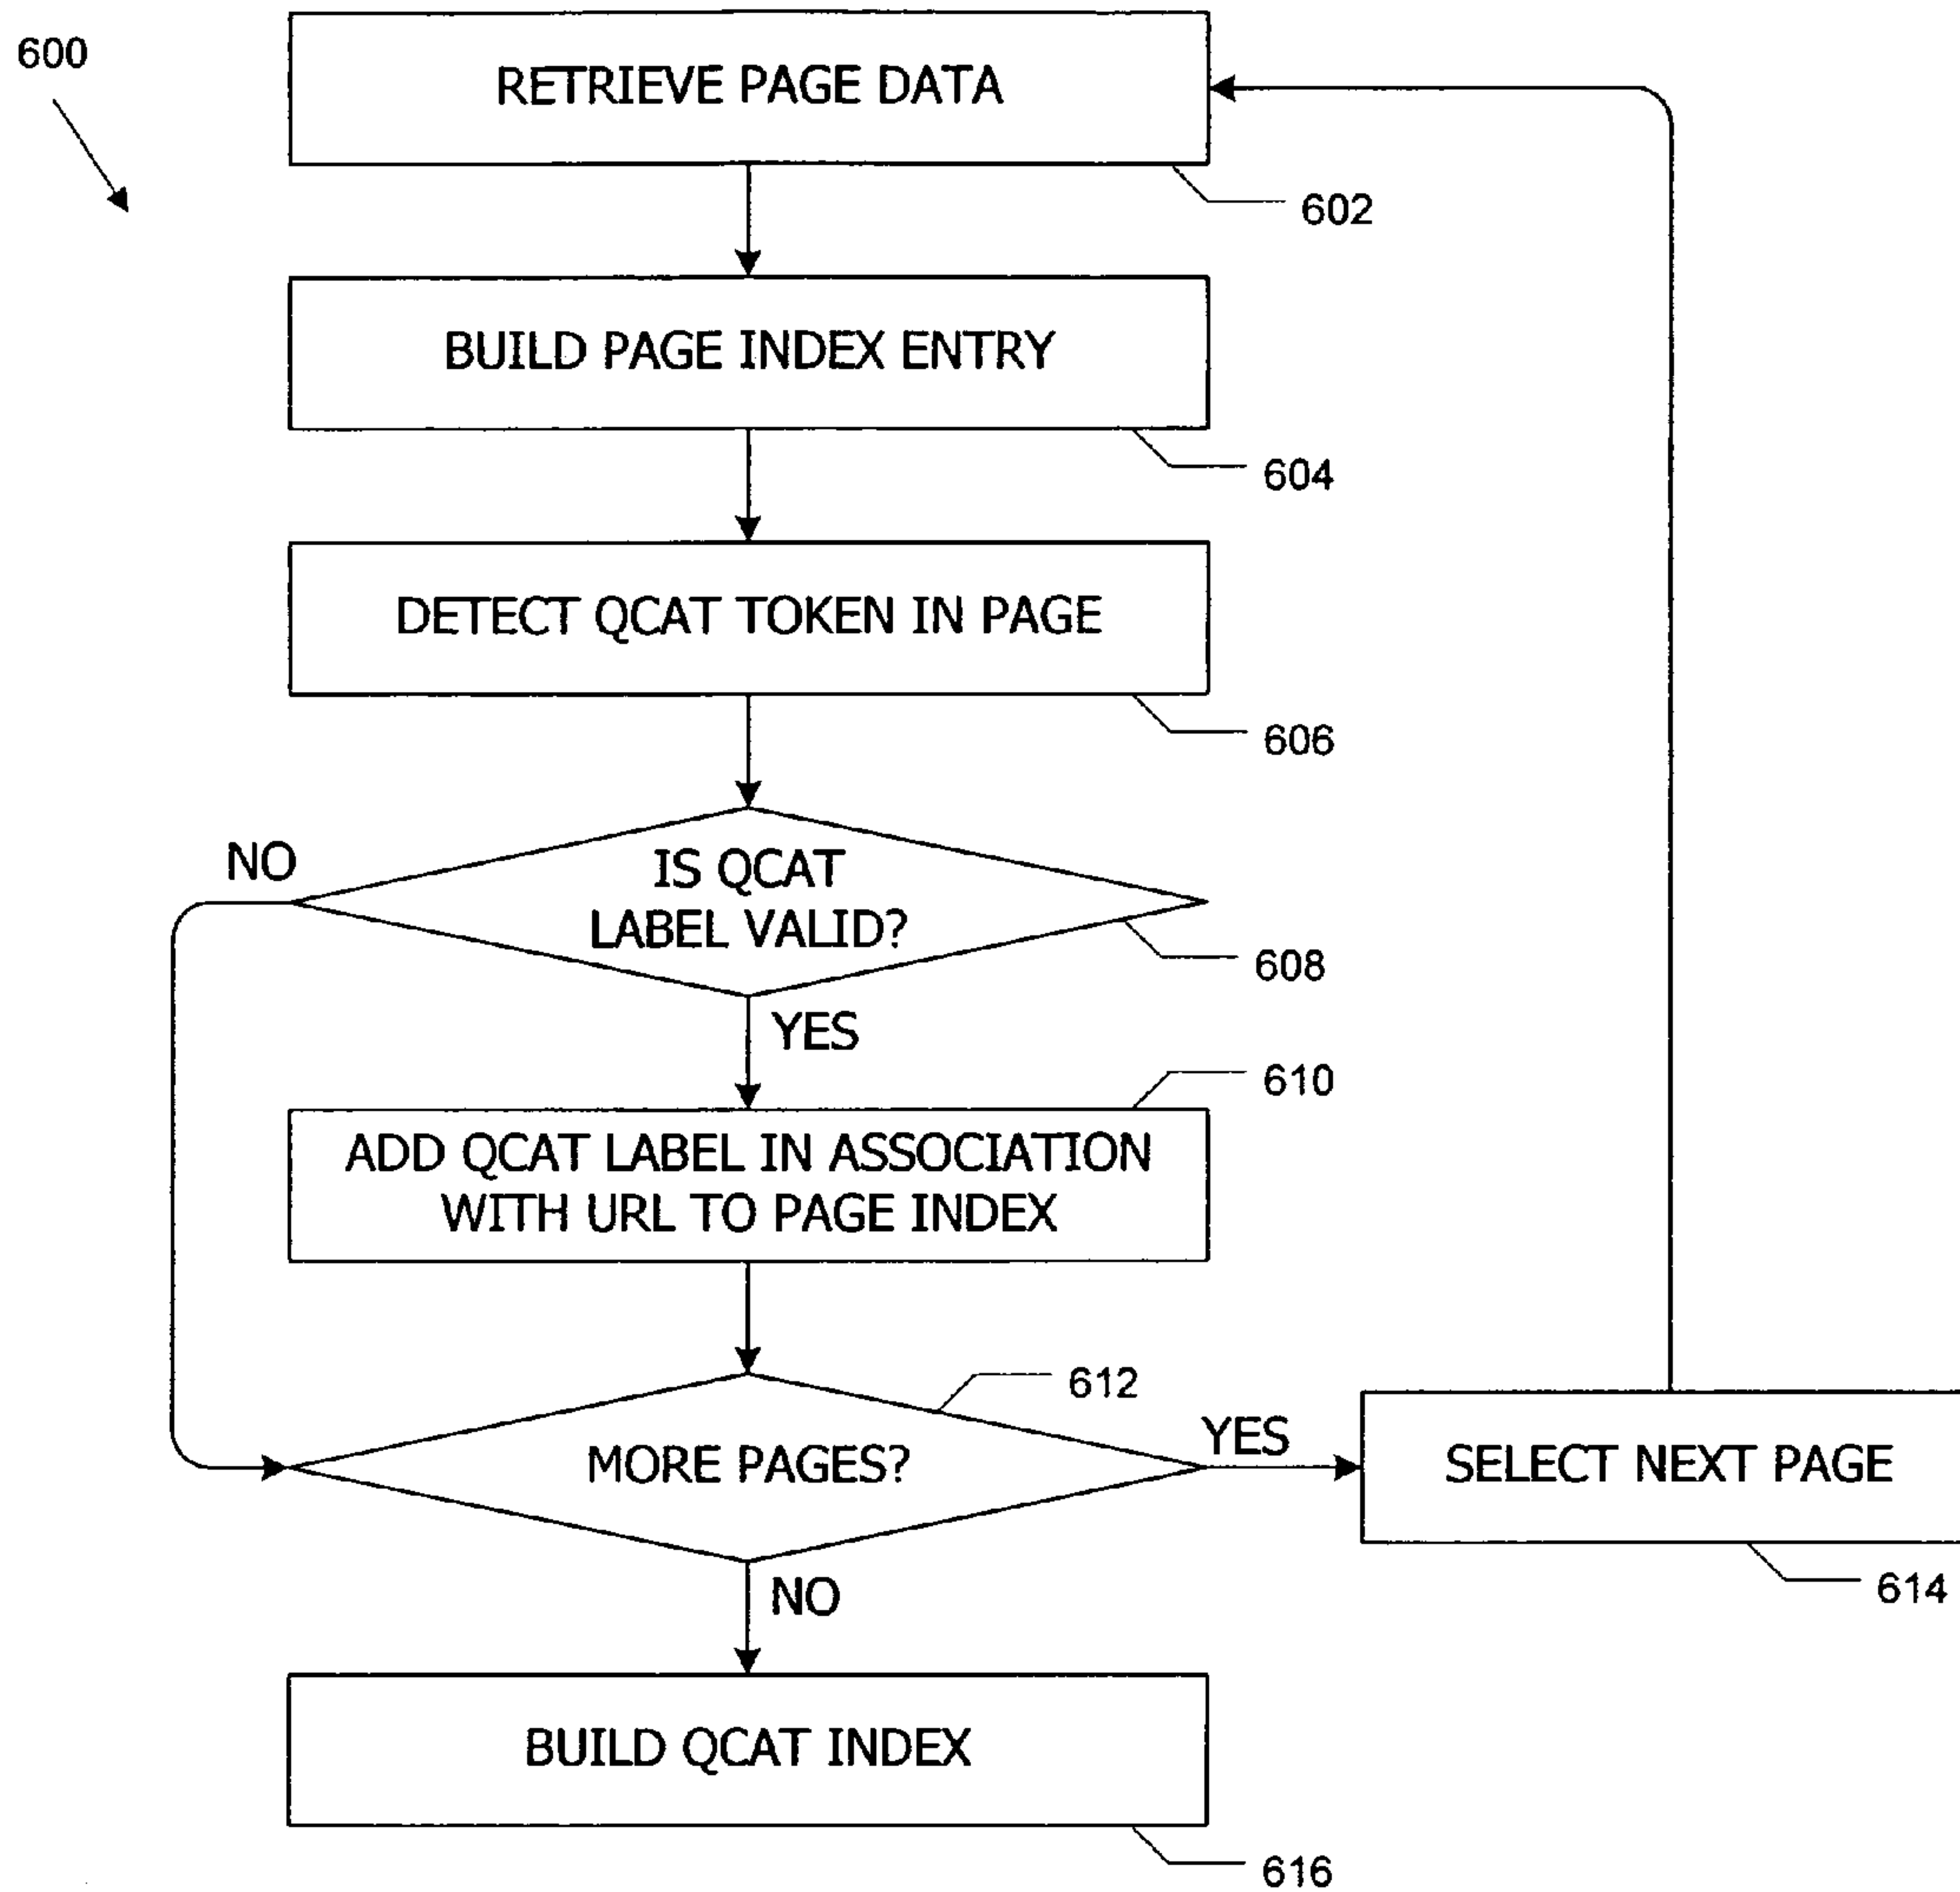 600
RETRIEVE PAGE DATA
602
BUILD PAGE INDEX ENTRY
604
DETECT QCAT TOKEN IN PAGE
606
NO
IS QCAT
LABEL VALID?
608
YES
610
ADD QCAT LABEL IN ASSOCIATION
WITH URL TO PAGE INDEX
612
MORE PAGES?
YES
SELECT NEXT PAGE
614
NO
BUILD QCAT INDEX
616